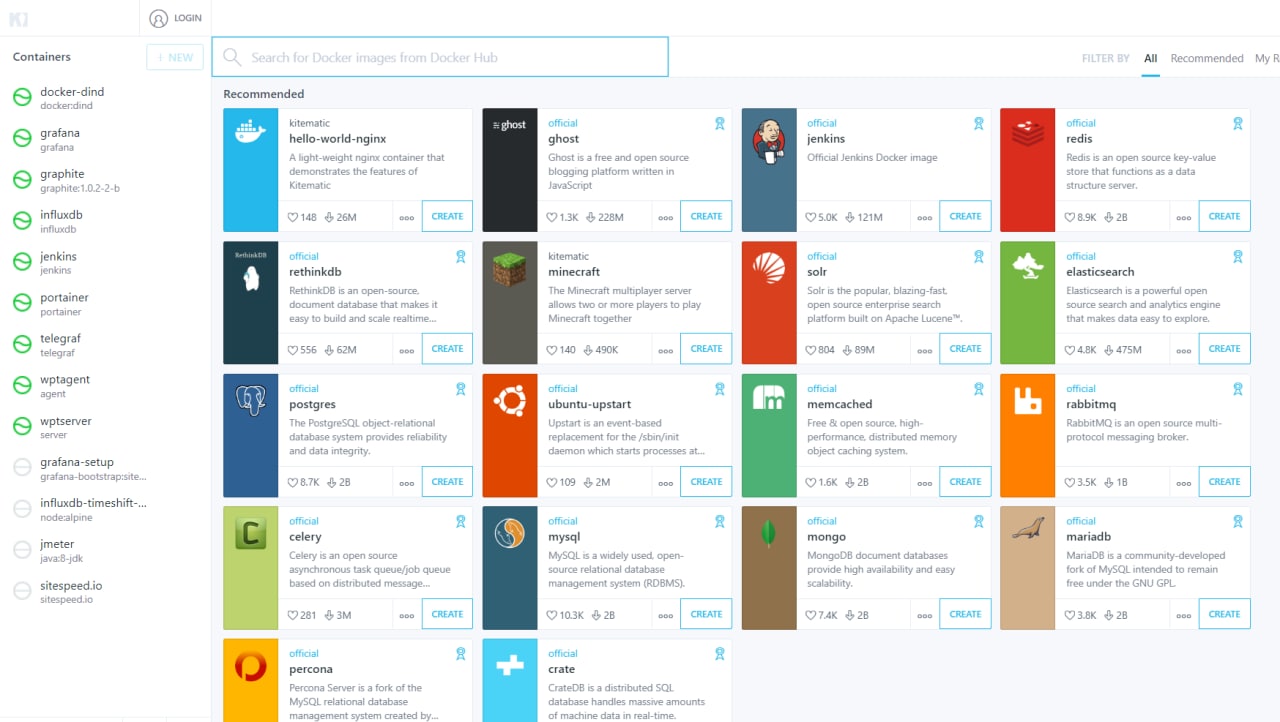 LOGIN
Containers
+ NEW
Search for Docker images from Docker Hub
FILTER BY All Recommended My R
docker-dind
docker:dind
grafana
grafana
graphite
graphite:1.0.2-2-b
influxdb
influxdb
jenkins
jenkins
portainer
portainer
telegraf
telegraf
wptagent
agent
wptserver
server
grafana-setup
grafana-bootstrap:site...
influxdb-timeshift-...
node:alpine
jmeter
java:8-jdk
sitespeed.io
sitespeed.io
Recommended
kitematic
hello-world-nginx
A light-weight nginx container that
demonstrates the features of
Kitematic
148 26M
CREATE
ghost
official
ghost
Ghost is a free and open source
blogging platform written in
JavaScript
1.3K 228M
CREATE
official
jenkins
Official Jenkins Docker image
5.0K 121M
CREATE
official
redis
Redis is an open source key-value
store that functions as a data
structure server.
8.9K 2B
CREATE
RethinkDB
official
rethinkdb
RethinkDB is an open-source,
document database that makes it
easy to build and scale realtime...
556 62M
CREATE
kitematic
minecraft
The Minecraft multiplayer server
allows two or more players to play
Minecraft together
140 490K
CREATE
official
solr
Solr is the popular, blazing-fast,
open source enterprise search
platform built on Apache Lucene™.
804 89M
CREATE
official
elasticsearch
Elasticsearch is a powerful open
source search and analytics engine
that makes data easy to explore.
4.8K 475M
CREATE
official
postgres
The PostgreSQL object-relational
database system provides reliability
and data integrity.
8.7K 2B
CREATE
official
ubuntu-upstart
Upstart is an event-based
replacement for the /sbin/init
daemon which starts processes at...
109 2M
CREATE
official
memcached
Free & open source, high-
performance, distributed memory
object caching system.
1.6K 2B
CREATE
official
rabbitmq
RabbitMQ is an open source multi-
protocol messaging broker.
3.5K 1B
CREATE
official
celery
Celery is an open source
asynchronous task queue/job queue
based on distributed message...
281 3M
CREATE
official
mysql
MySQL is a widely used, open-
source relational database
management system (RDBMS).
10.3K 2B
CREATE
official
mongo
MongoDB document databases
provide high availability and easy
scalability.
7.4K 2B
CREATE
official
mariadb
MariaDB is a community-developed
fork of MySQL intended to remain
free under the GNU GPL.
3.8K 2B
CREATE
official
percona
Percona Server is a fork of the
MySQL relational database
management system created by...
official
crate
CrateDB is a distributed SQL
database handles massive amounts
of machine data in real-time.